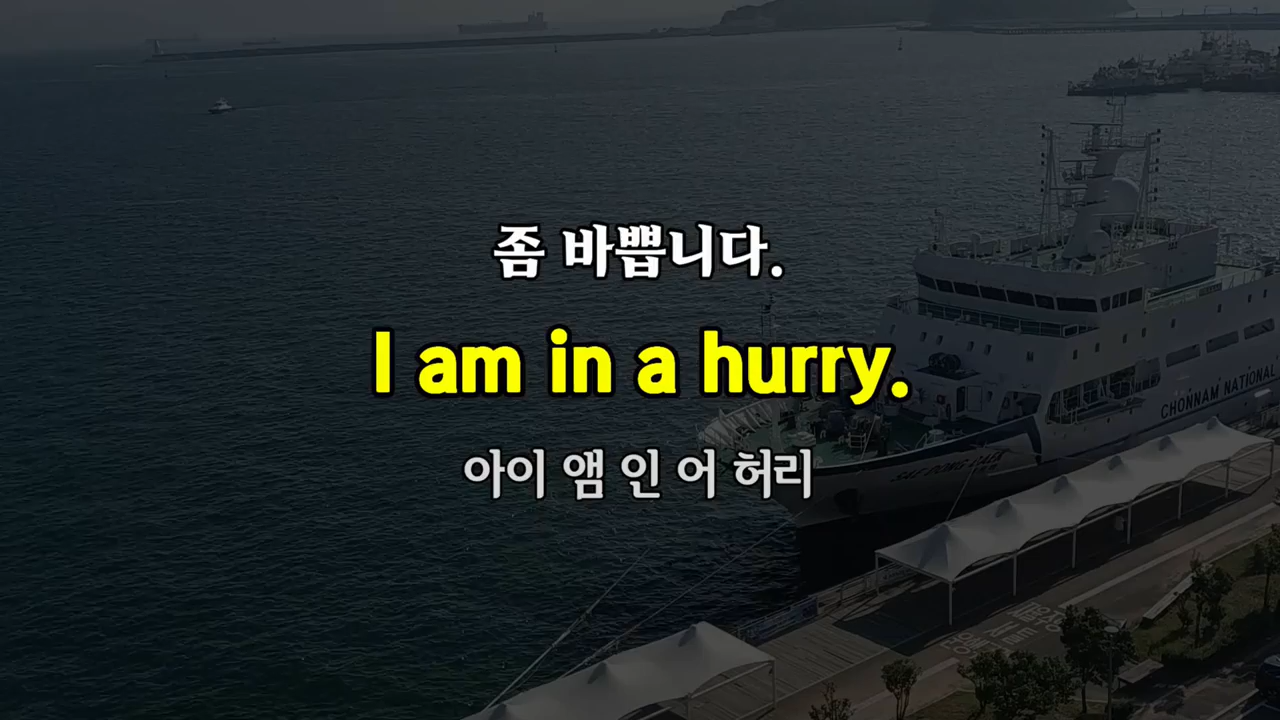 좀 바쁩니다.
I am in a hurry.
아이 앰 인 어 허리
CHONNAM NATIONAL